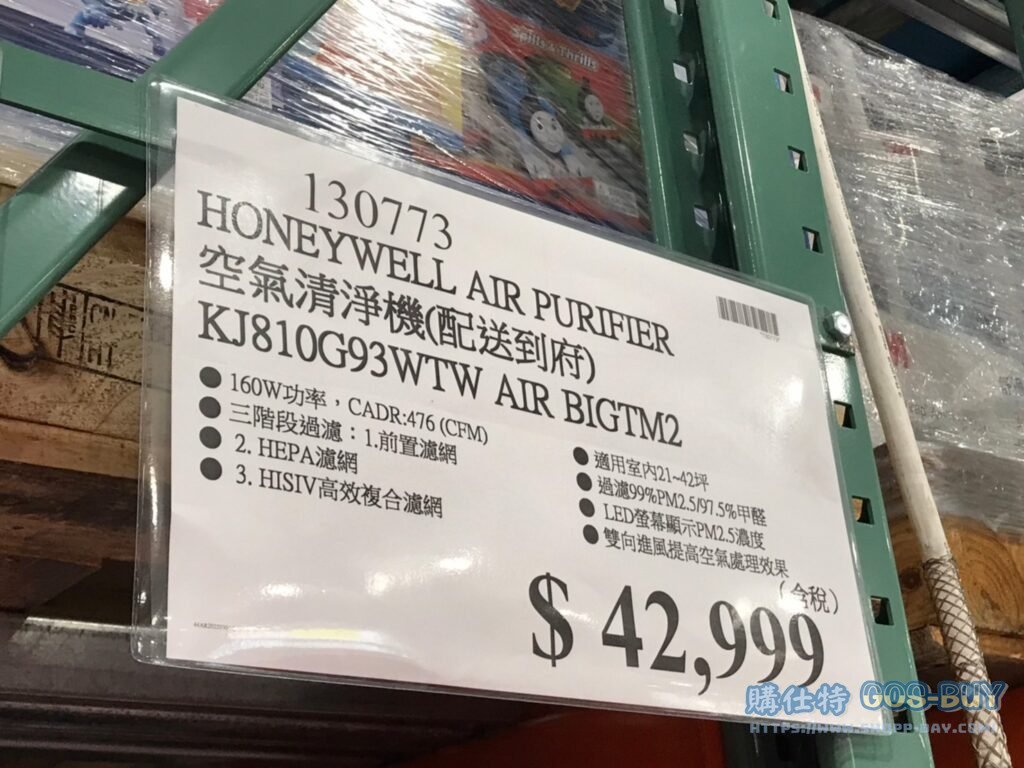 Spills & Thrills
130773
HONEYWELL AIR PURIFIER
空氣清淨機(配送到府)
KJ810G93WTW AIR BIGTM2
● 160W功率，CADR:476 (CFM)
● 三階段過濾：1.前置濾網
● 2. HEPA濾網
● 3. HISIV高效複合濾網
● 適用室內21~42坪
● 過濾99%PM2.5/97.5%甲醛
● LED螢幕顯示PM2.5濃度
● 雙向進風提高空氣處理效果
(含稅)
$ 42,999
購仕特 GOS-BUY